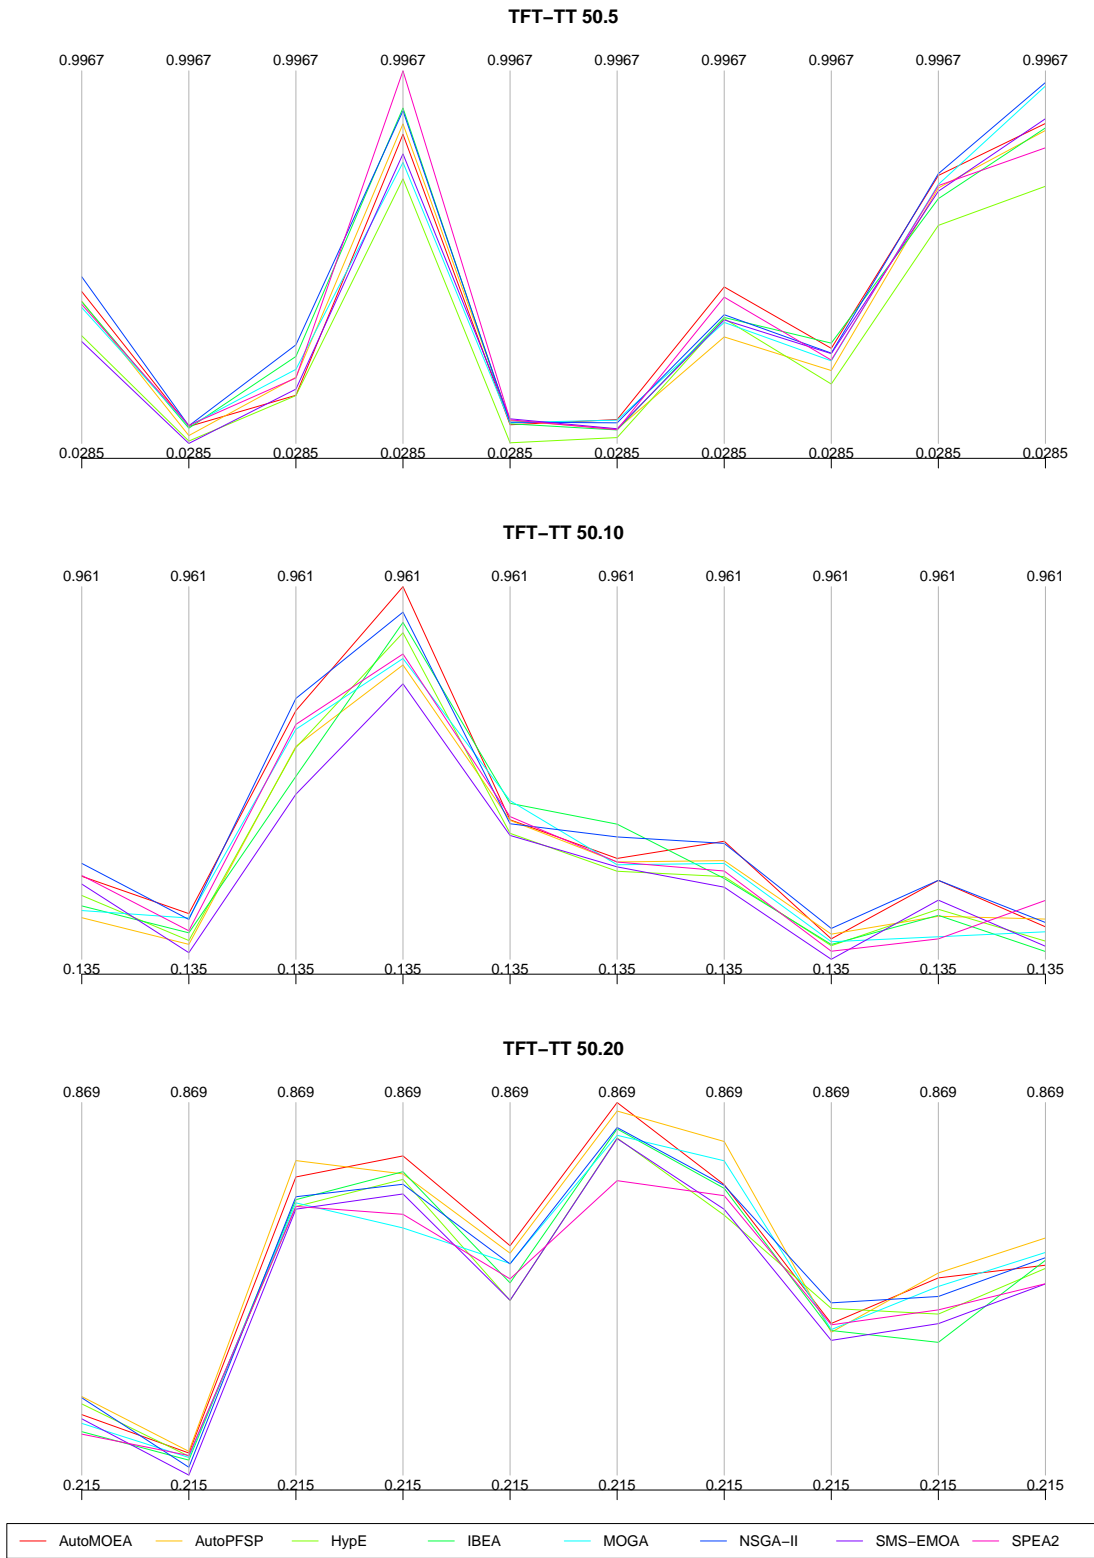 TFT−TT 50.5
0.9967 0.9967 0.9967 0.9967 0.9967 0.9967 0.9967 0.9967 0.9967 0.9967
0.0285 0.0285 0.0285 0.0285 0.0285 0.0285 0.0285 0.0285 0.0285 0.0285
TFT−TT 50.10
0.961 0.961 0.961 0.961 0.961 0.961 0.961 0.961 0.961 0.961
0.135 0.135 0.135 0.135 0.135 0.135 0.135 0.135 0.135 0.135
TFT−TT 50.20
0.869 0.869 0.869 0.869 0.869 0.869 0.869 0.869 0.869 0.869
0.215 0.215 0.215 0.215 0.215 0.215 0.215 0.215 0.215 0.215
AutoMOEA AutoPFSP HypE IBEA MOGA NSGA−II SMS−EMOA SPEA2